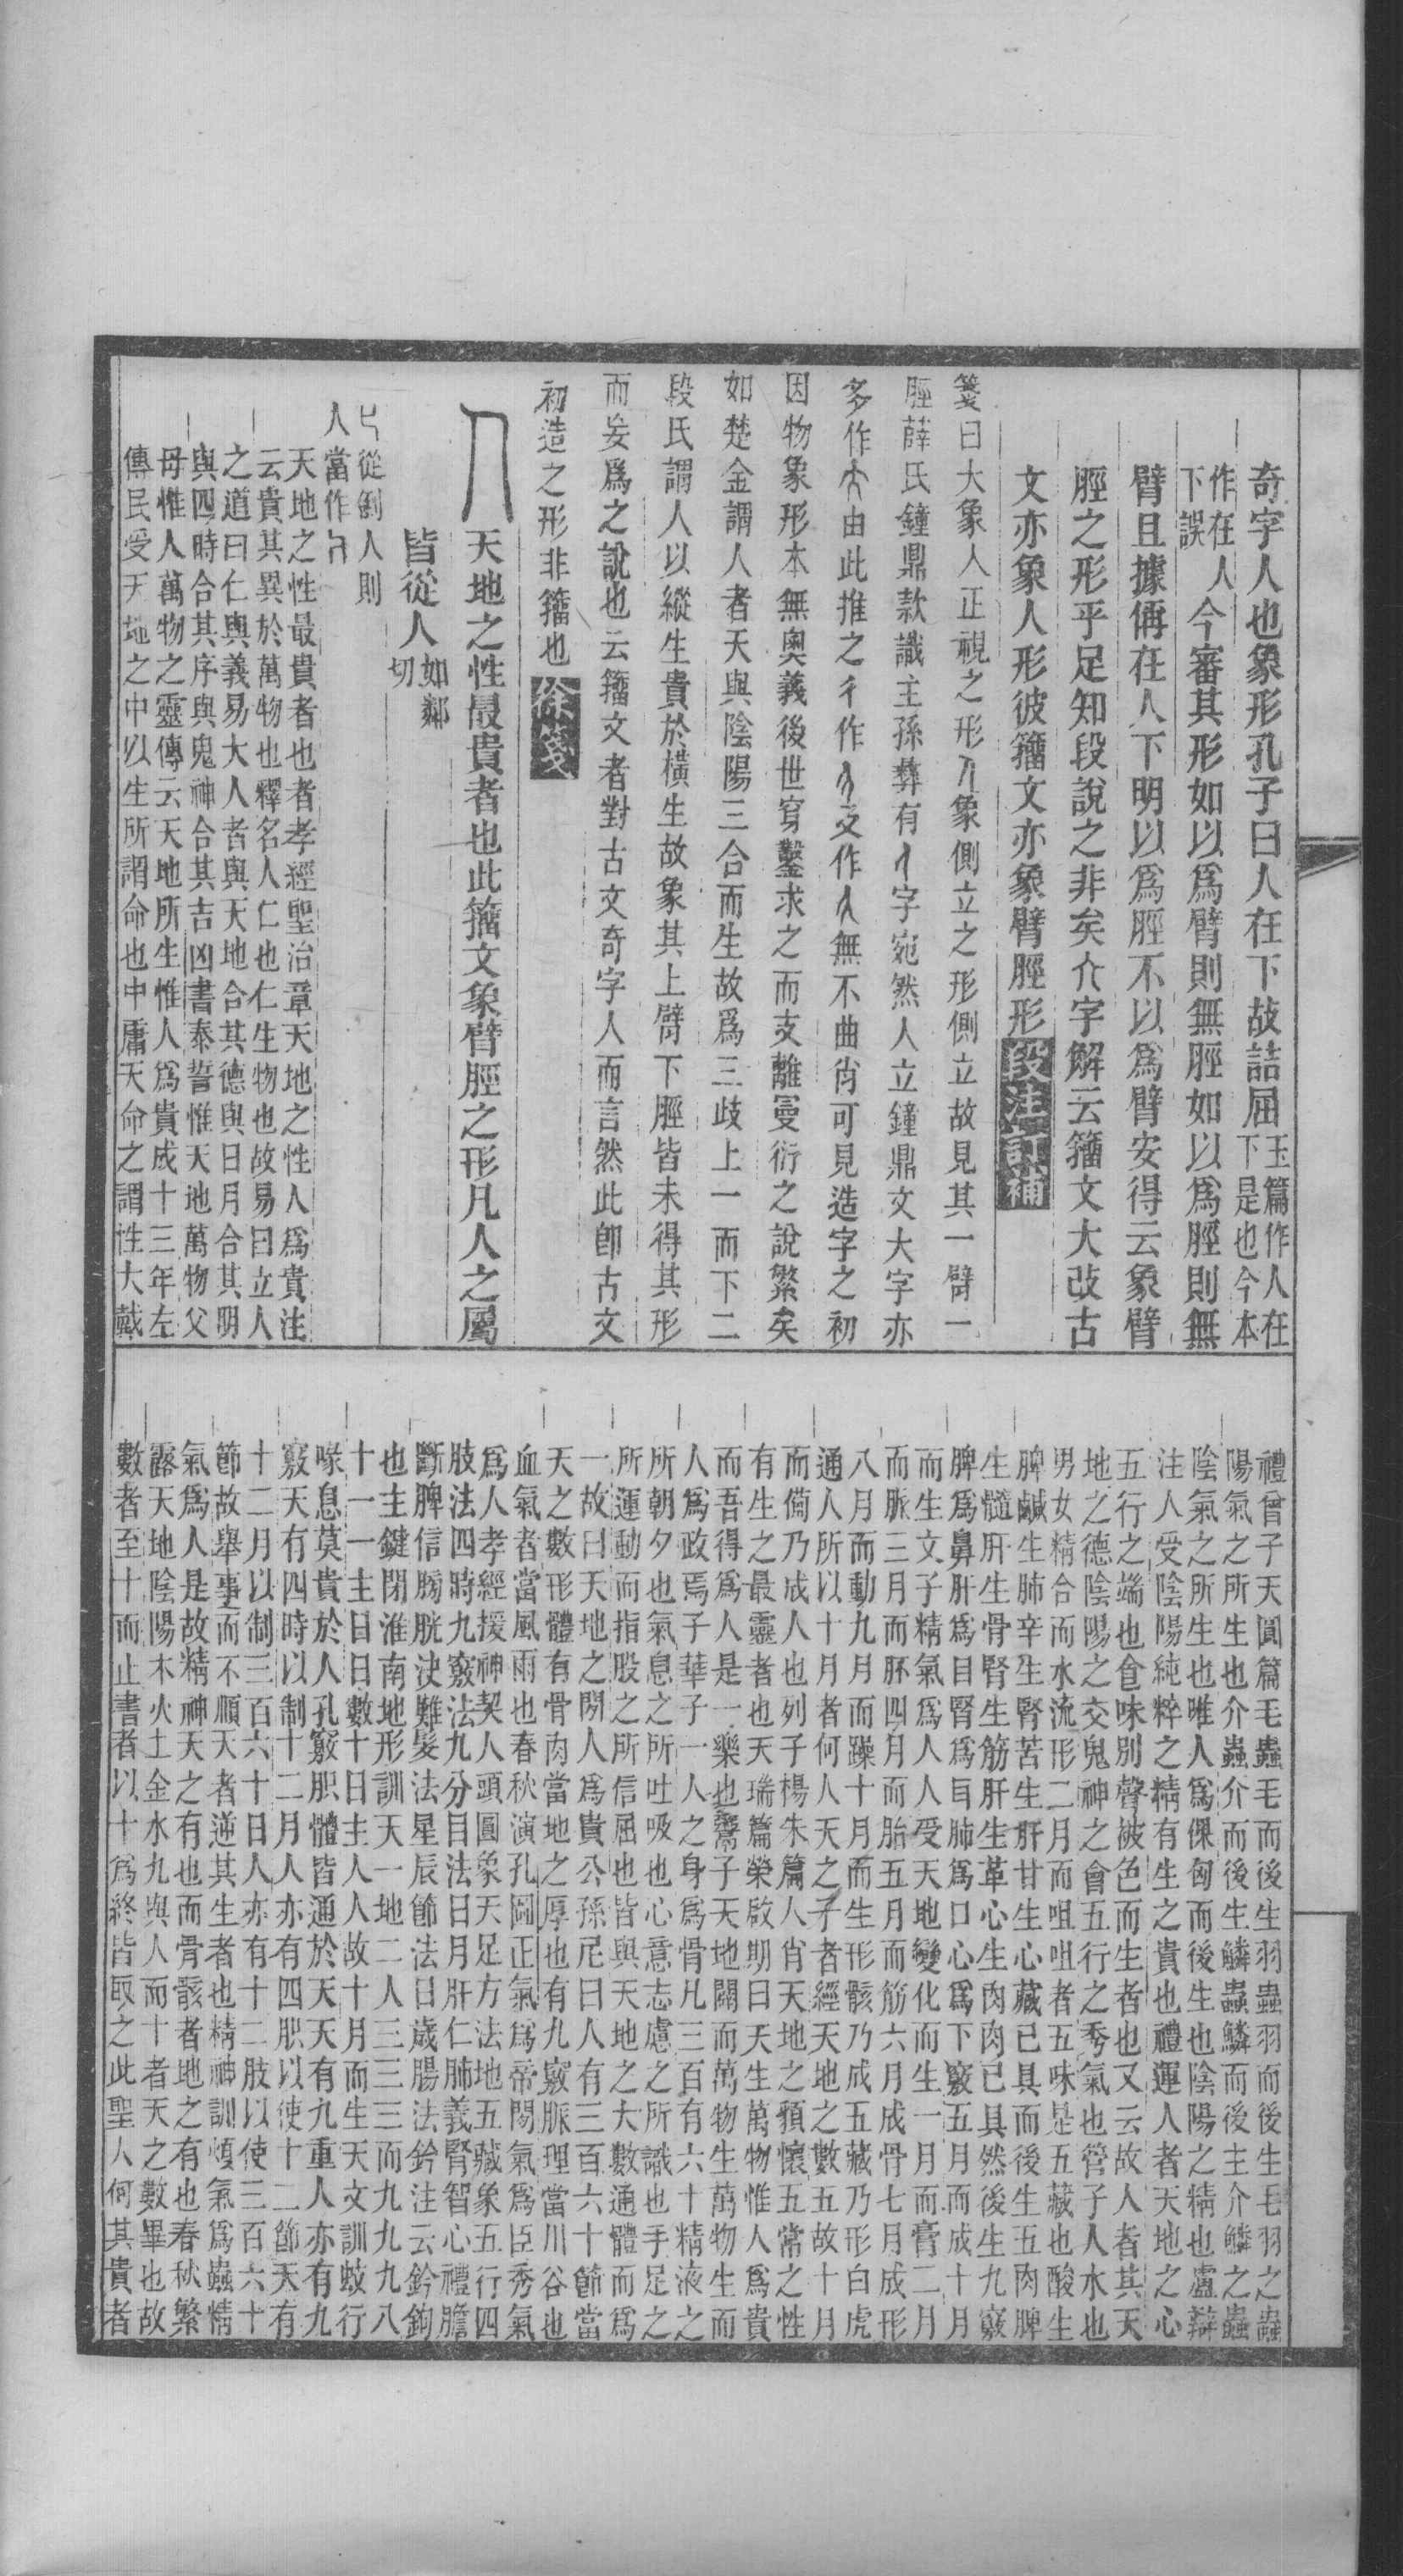 奇字人也象形孔子曰人在下故詰屈玉篇作人在下是也今本
作在人下誤今審其形如以爲臂則無脛如以爲脛則無
臂且據偁在人下明以爲脛不以爲臂安得云象臂
脛之形乎足知段說之非矣介字解云籀文大改古
文亦象人形彼籀文亦象臂脛形段注訂補
箋曰大象人正視之形象側立之形側立故見其一臂一
脛薛氏鐘鼎款識主孫彝有字宛然人立鐘鼎文大字亦
多作由此推之彳作攵作無不曲肖可見造字之初
因物象形本無奧義後世穿鑿求之而支離曼衍之說繁矣
如楚金謂人者天與陰陽三合而生故爲三歧上一而下二
段氏謂人以縱生貴於橫生故象其上臂下脛皆未得其形
而妄爲之說也云籀文者對古文奇字人而言然此卽古文
初造之形非籀也徐箋
天地之性最貴者也此籀文象臂脛之形凡人之屬
皆從人如鄰切
從倒人則
人當作
天地之性最貴者也者孝經聖治章天地之性人爲貴注
云貴其異於萬物也釋名人仁也仁生物也故易曰立人
之道曰仁與義易大人者與天地合其德與日月合其明
與四時合其序與鬼神合其吉凶書泰誓惟天地萬物父
母惟人萬物之靈傳云天地所生惟人爲貴成十三年左
傳民受天地之中以生所謂命也中庸天命之謂性大戴
禮曾子天圓篇毛蟲毛而後生羽蟲羽而後生毛羽之蟲
陽氣之所生也介蟲介而後生鱗蟲鱗而後生介鱗之蟲
陰氣之所生也唯人爲倮匈而後生也陰陽之精也盧辯
注人受陰陽純粹之精有生之貴也禮運人者天地之心
五行之端也食味別聲被色而生者也又云故人者其天
地之德陰陽之交鬼神之會五行之秀氣也管子人水也
男女精合而水流形三月而咀咀者五味是五藏也酸生
脾鹹生肺辛生腎苦生肝甘生心藏已具而後生五肉脾
生髓肝生骨腎生筋肝生革心生肉肉已具然後生九竅
脾爲鼻肝爲目腎爲耳肺爲口心爲下竅五月而成十月
而生文子精氣爲人人受天地變化而生一月而膏二月
而脈三月而胚四月而胎五月而筋六月成骨七月成形
八月而動九月而躁十月而生形骸乃成五藏乃形白虎
通人所以十月者何人天之子者經天地之數五故十月
而備乃成人也列子楊朱篇人肖天地之類懷五常之性
有生之最靈者也天瑞篇榮啟期曰天生萬物惟人爲貴
而吾得爲人是一樂也鬻子天地闢而萬物生萬物生而
人爲政焉子華子一人之身爲骨凡三百有六十精液之
所朝夕也氣息之所吐吸也心意志慮之所識也手足之
所運動而指股之所信屈也皆與天地之大數通體而爲
一故曰天地之間人爲貴公孫尼曰人有三百六十節當
天之數形體有骨肉當地之厚也有九竅脈理當川谷也
血氣者當風雨也春秋演孔圖正氣爲帝間氣爲臣秀氣
爲人孝經援神契人頭圓象天足方法地五藏象五行四
肢法四時九竅法九分目法日月肝仁肺義腎智心禮膽
斷脾信膀胱決難髮法星辰節法日歲腸法鈐注云鈐鉤
也主鍵閉淮南地形訓天一地二人三三三而九九九八
十一一主日日數十日主人人故十月而生天文訓蚑行
喙息莫貴於人孔竅肢體皆通於天天有九重人亦有九
竅天有四時以制十二月人亦有四肢以使十二節天有
十二月以制三百六十日人亦有十二肢以使三百六十
節故舉事而不順天者逆其生者也精神訓煩氣爲蟲精
氣爲人是故精神天之有也而骨骸者地之有也春秋繁
露天地陰陽木火土金水九與人而十者天之數畢也故
數者至十而止書者以十爲終皆取之此聖人何其貴者